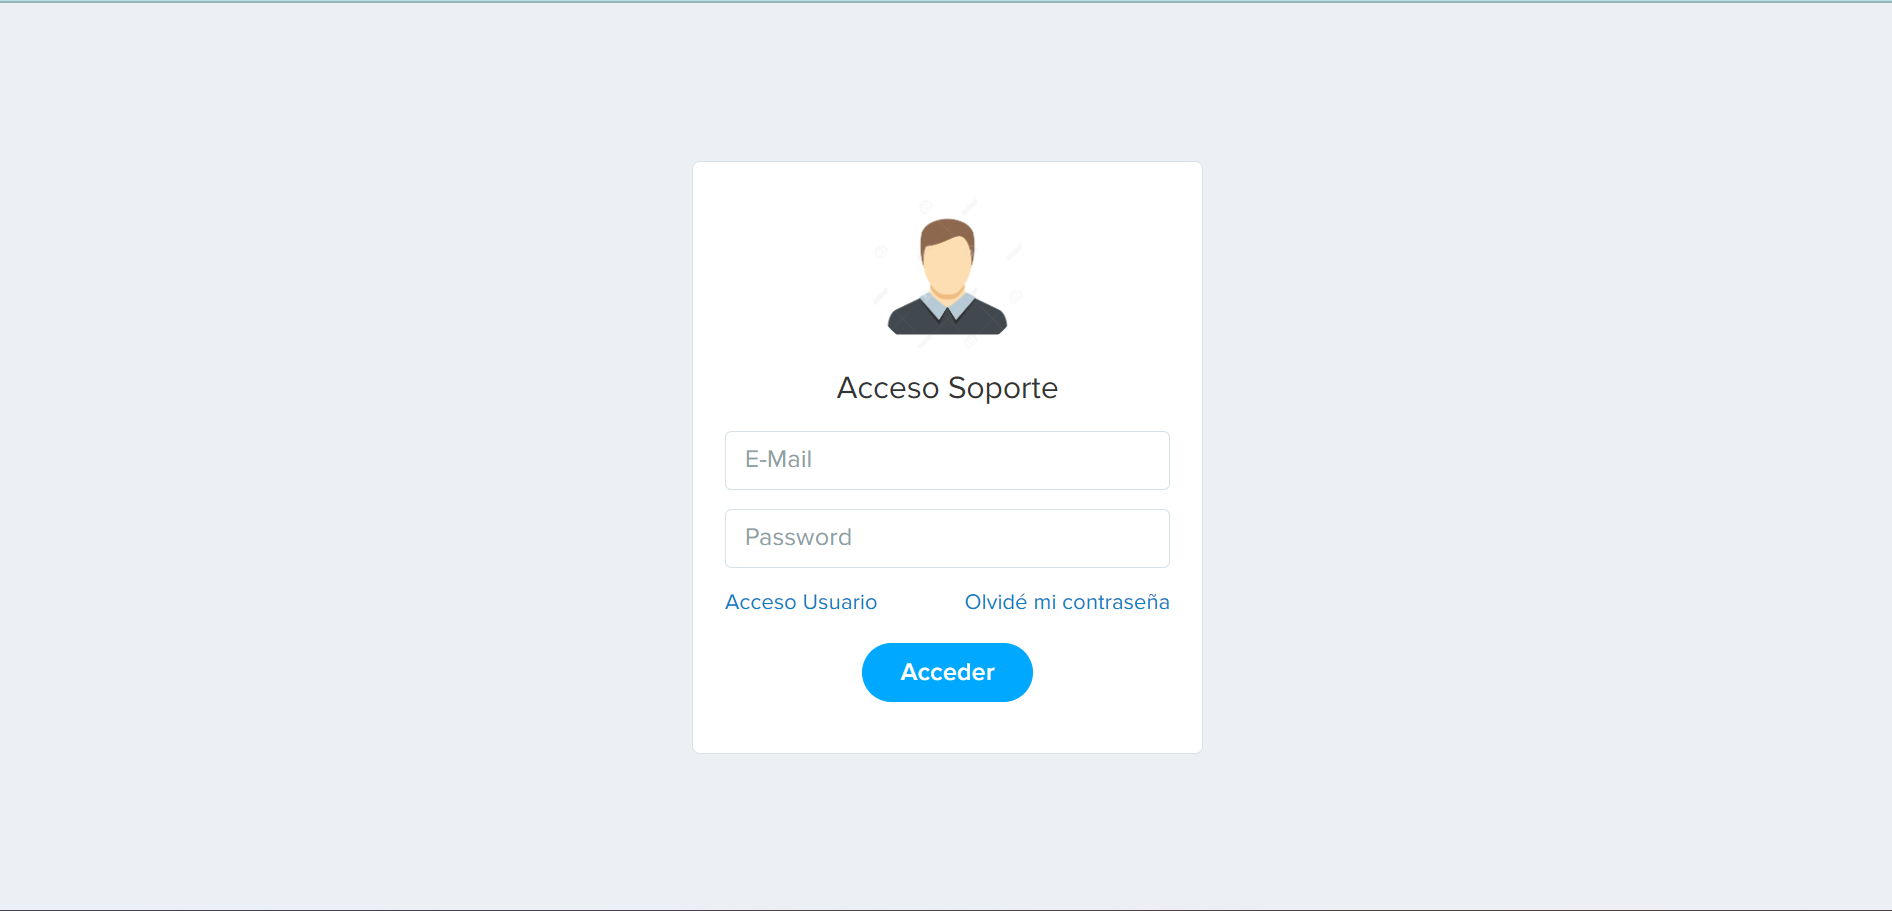 Acceso Soporte
E-Mail
Password
Acceso Usuario Olvidé mi contraseña
Acceder